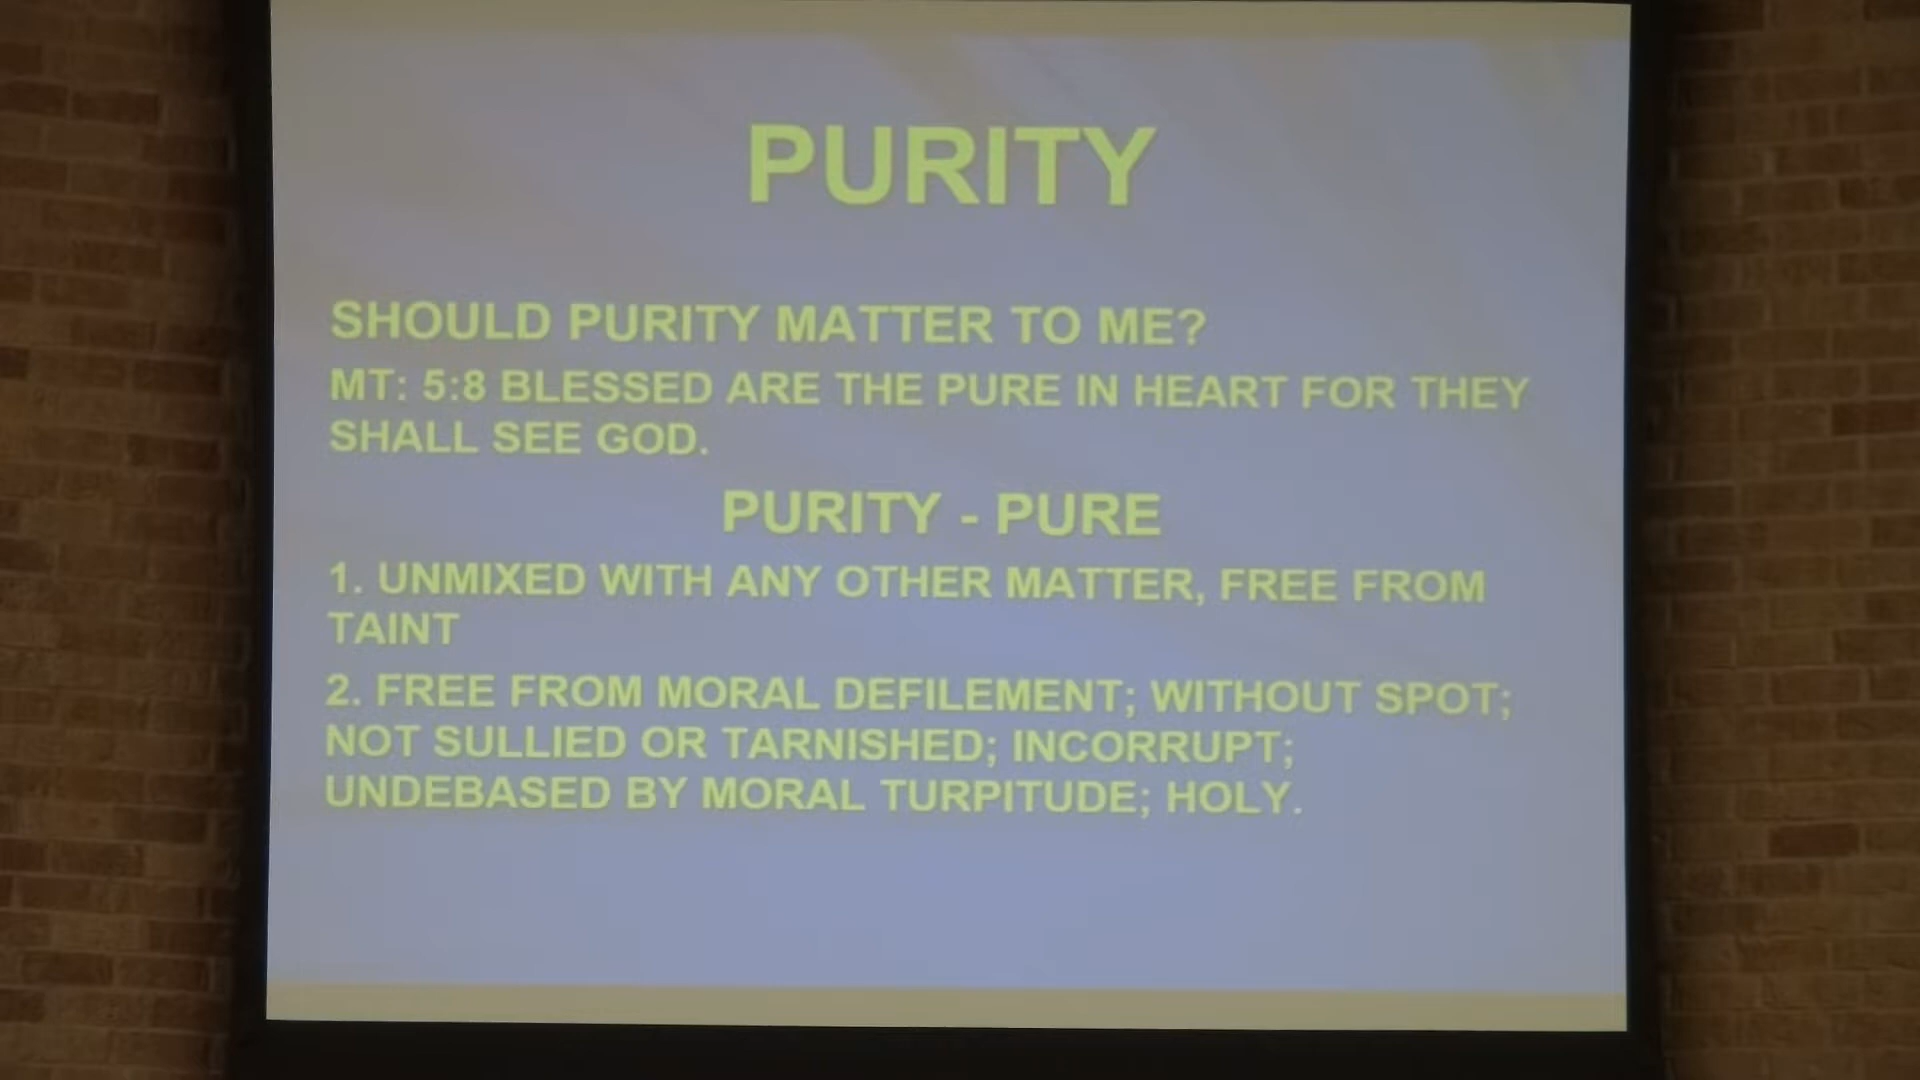 PURITY
SHOULD PURITY MATTER TO ME?
MT: 5:8 BLESSED ARE THE PURE IN HEART FOR THEY
SHALL SEE GOD.
PURITY - PURE
1. UNMIXED WITH ANY OTHER MATTER, FREE FROM
TAINT
2. FREE FROM MORAL DEFILEMENT; WITHOUT SPOT;
NOT SULLIED OR TARNISHED; INCORRUPT;
UNDEBASED BY MORAL TURPITUDE; HOLY.